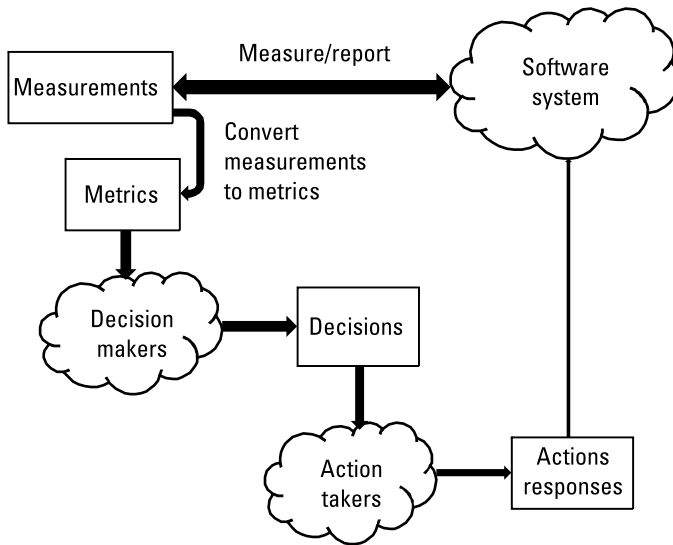 Measure/report
Measurements
Software
system
Convert
measurements
to metrics
Metrics
Decision
makers
Decisions
Action
takers
Actions
responses